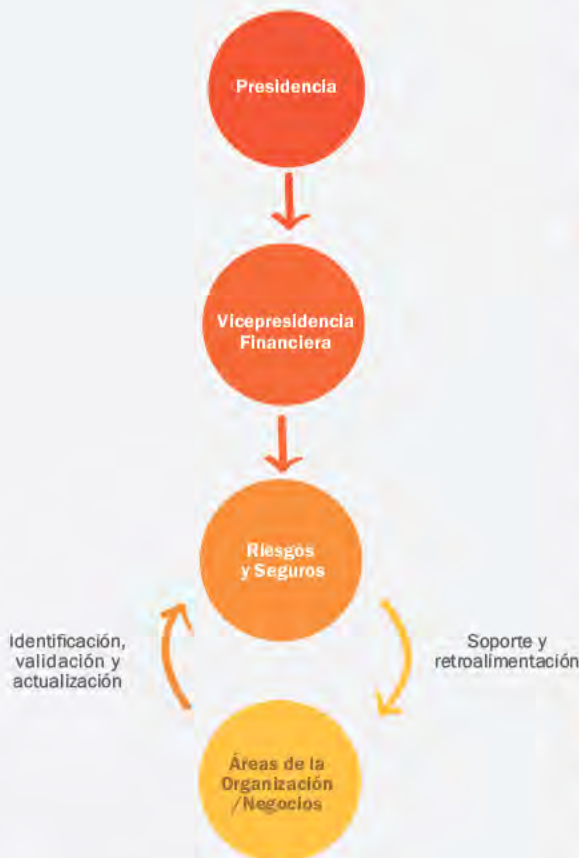 Presidencia
Vicepresidencia
Financiera
Riesgos
y Seguros
Identificación,
validación y
actualización
Soporte y
retroalimentación
Áreas de la
Organización
/Negocios